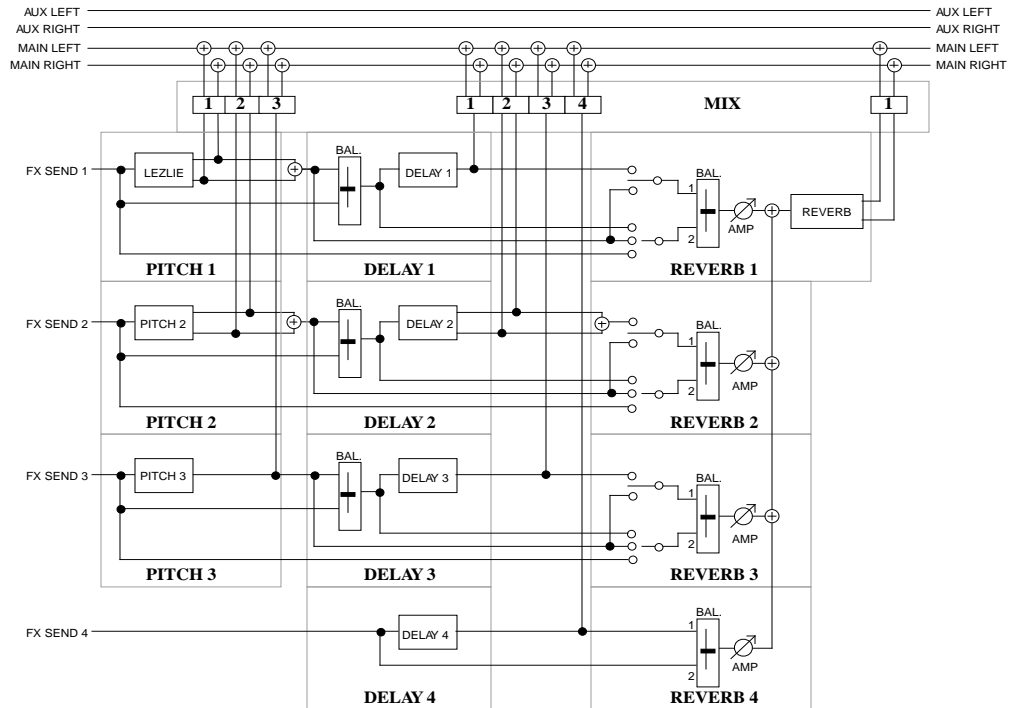 AUX LEFT AUX LEFT
AUX RIGHT AUX RIGHT
MAIN LEFT MAIN LEFT
MAIN RIGHT MAIN RIGHT
1 2 3 1 2 3 4 MIX 1
BAL.
FX SEND 1 LEZLIE DELAY 1 BAL.
1 REVERB
AMP
2
PITCH 1 DELAY 1 REVERB 1
BAL.
FX SEND 2 PITCH 2 DELAY 2 BAL.
1
AMP
2
PITCH 2 DELAY 2 REVERB 2
BAL.
FX SEND 3 PITCH 3 DELAY 3 BAL.
1
AMP
2
PITCH 3 DELAY 3 REVERB 3
BAL.
FX SEND 4 DELAY 4 1
AMP
2
DELAY 4 REVERB 4